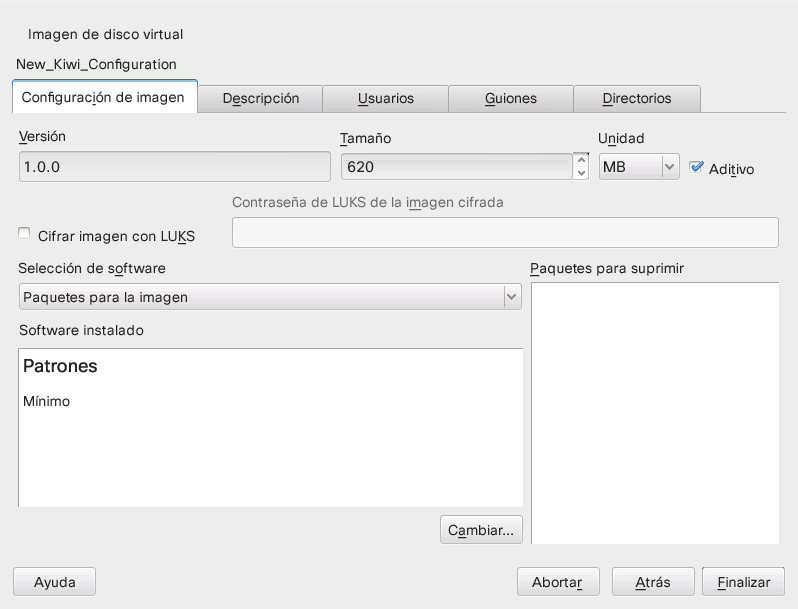 Imagen de disco virtual
New_Kiwi_Configuration
Configuración de imagen Descripción Usuarios Guiones Directorios
Versión Tamaño Unidad
1.0.0 620 MB Aditivo
Contraseña de LUKS de la imagen cifrada
Cifrar imagen con LUKS
Selección de software Paquetes para suprimir
Paquetes para la imagen
Software instalado
Patrones
Mínimo
Cambiar...
Ayuda Abortar Atrás Finalizar